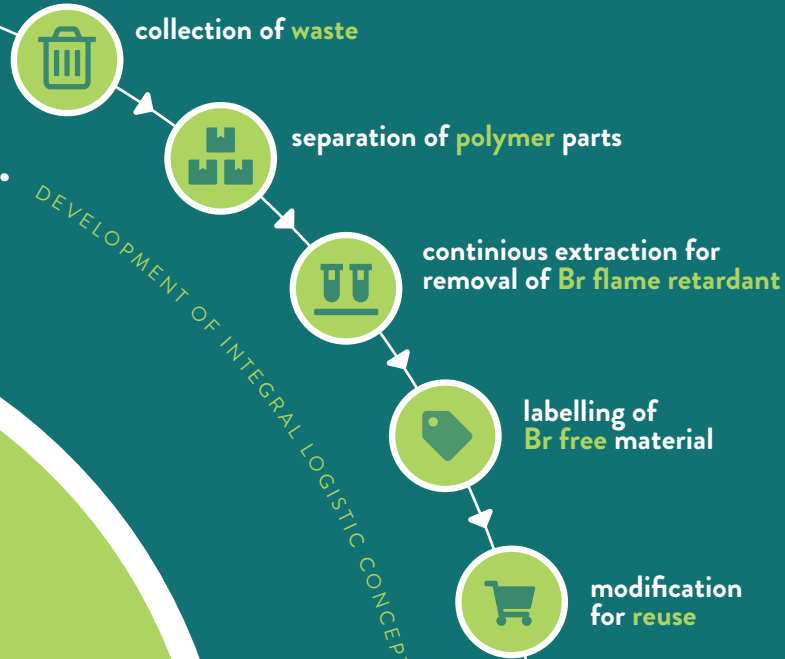 collection of waste
separation of polymer parts
continious extraction for
removal of Br flame retardant
labelling of
Br free material
modification
for reuse
DEVELOPMENT OF INTEGRAL LOGISTIC CONCEPT